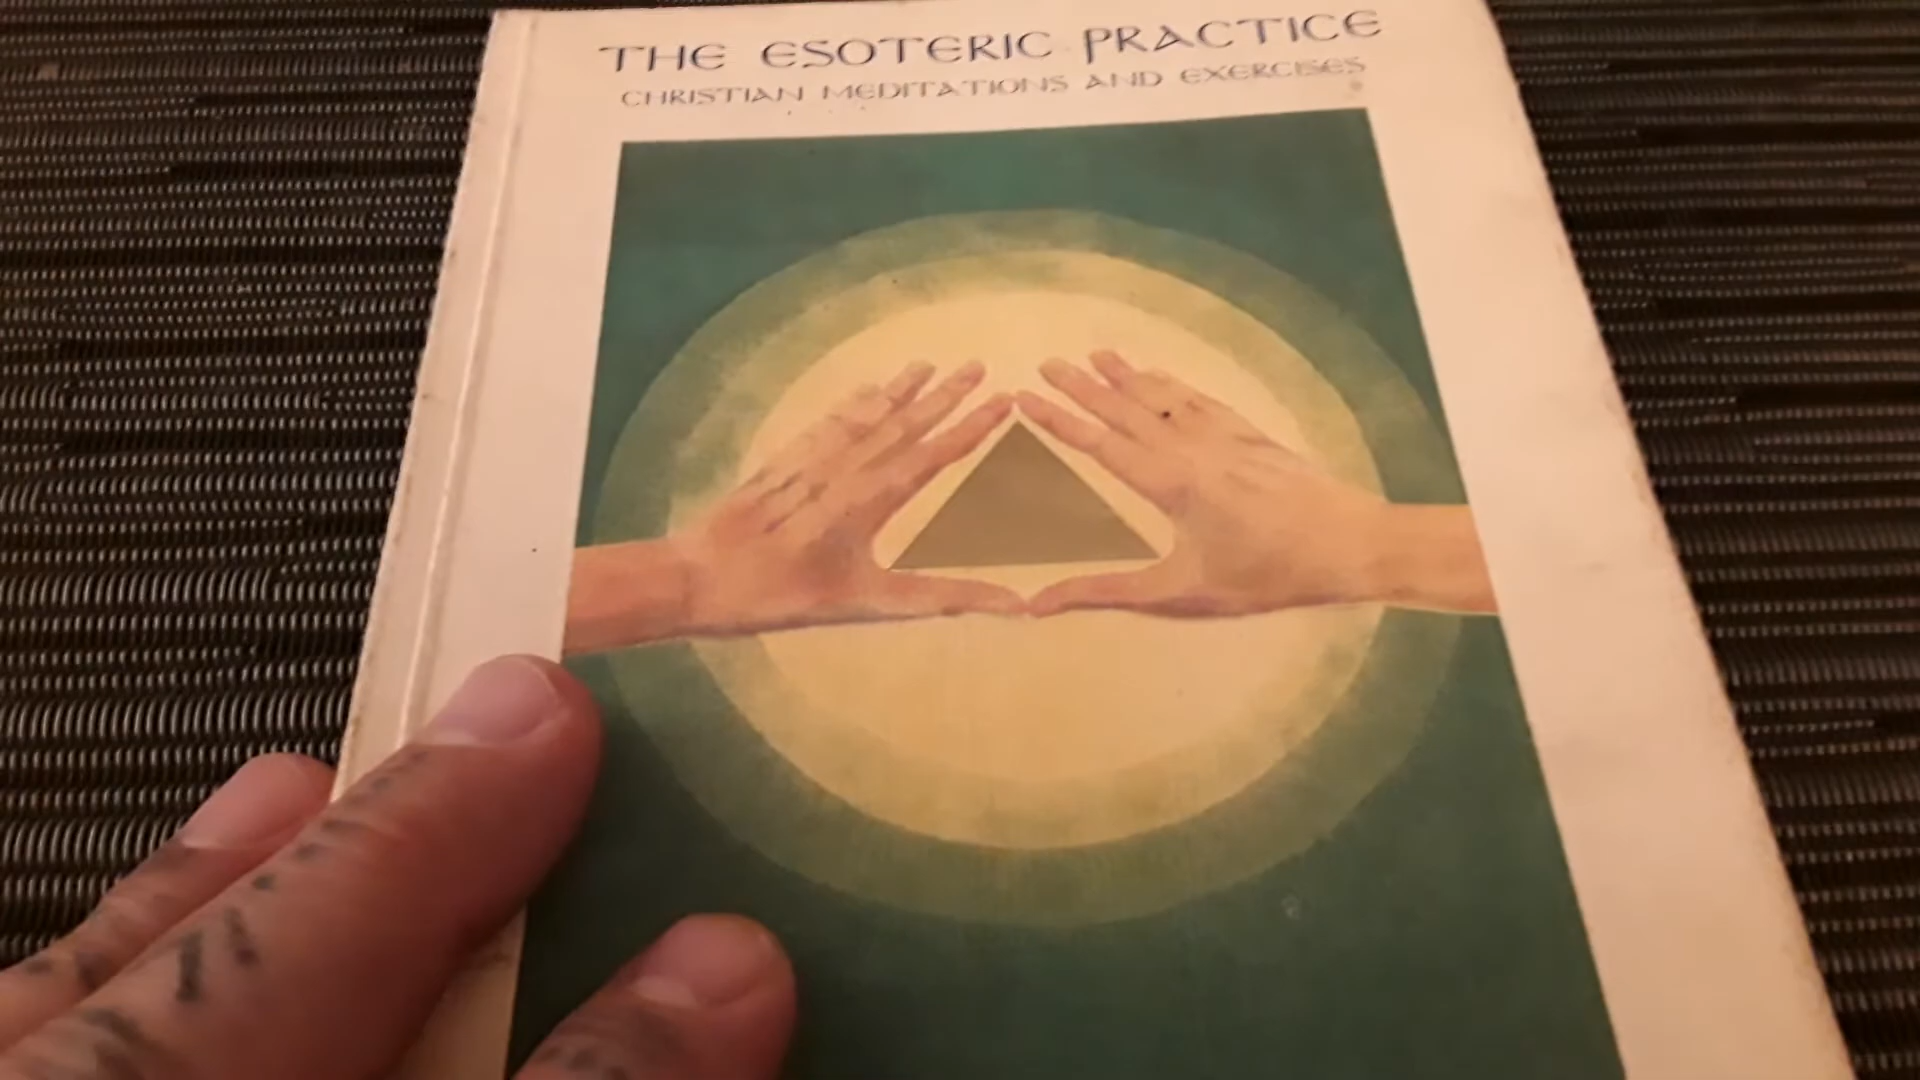 THE ESOTERIC PRACTICE
CHRISTIAN MEDITATIONS AND EXERCISES